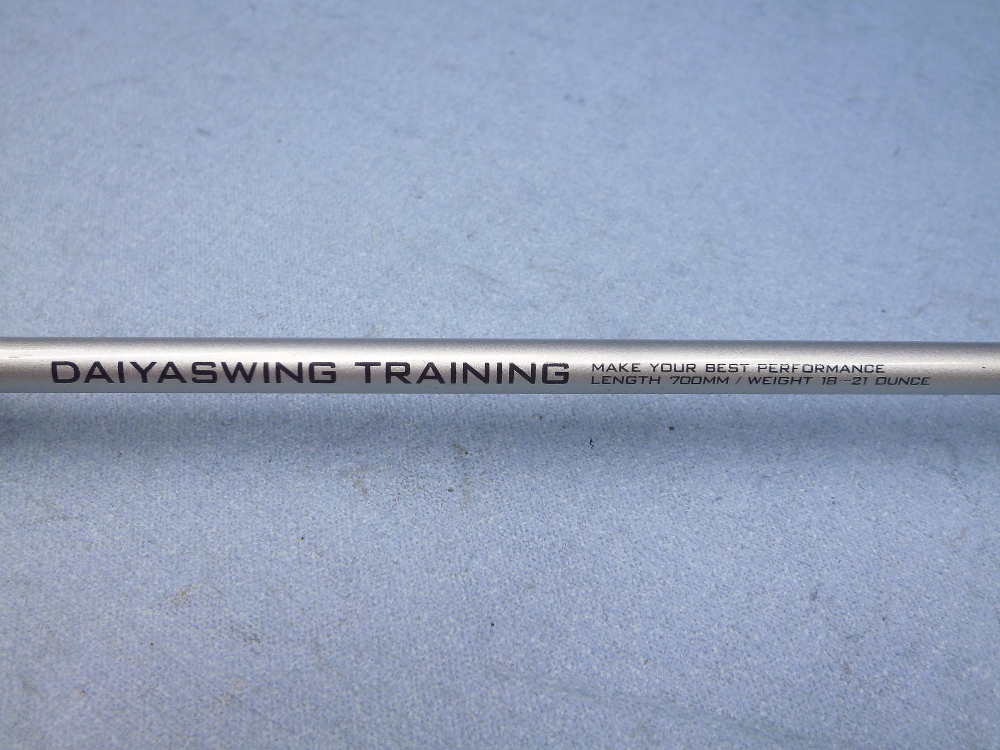 DAIYASWING TRAINING
MAKE YOUR BEST PERFORMANCE
LENGTH 700MM / WEIGHT 18-21 OUNCE